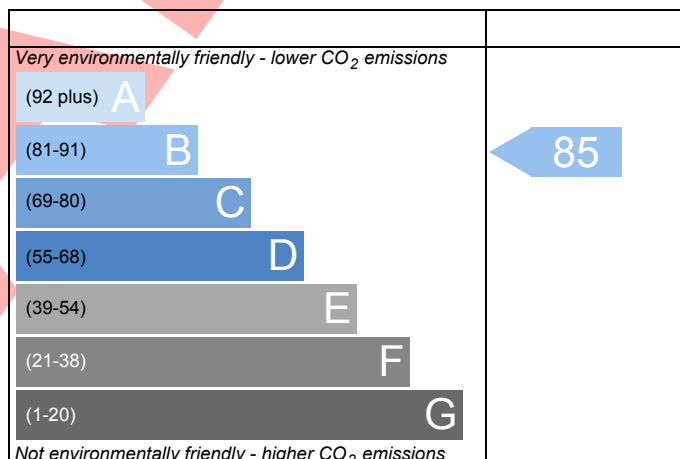 Very environmentally friendly - lower CO2 emissions
(92 plus) A
(81-91) B 85
(69-80) C
(55-68) D
(39-54) E
(21-38) F
(1-20) G
Not environmentally friendly - higher CO2 emissions